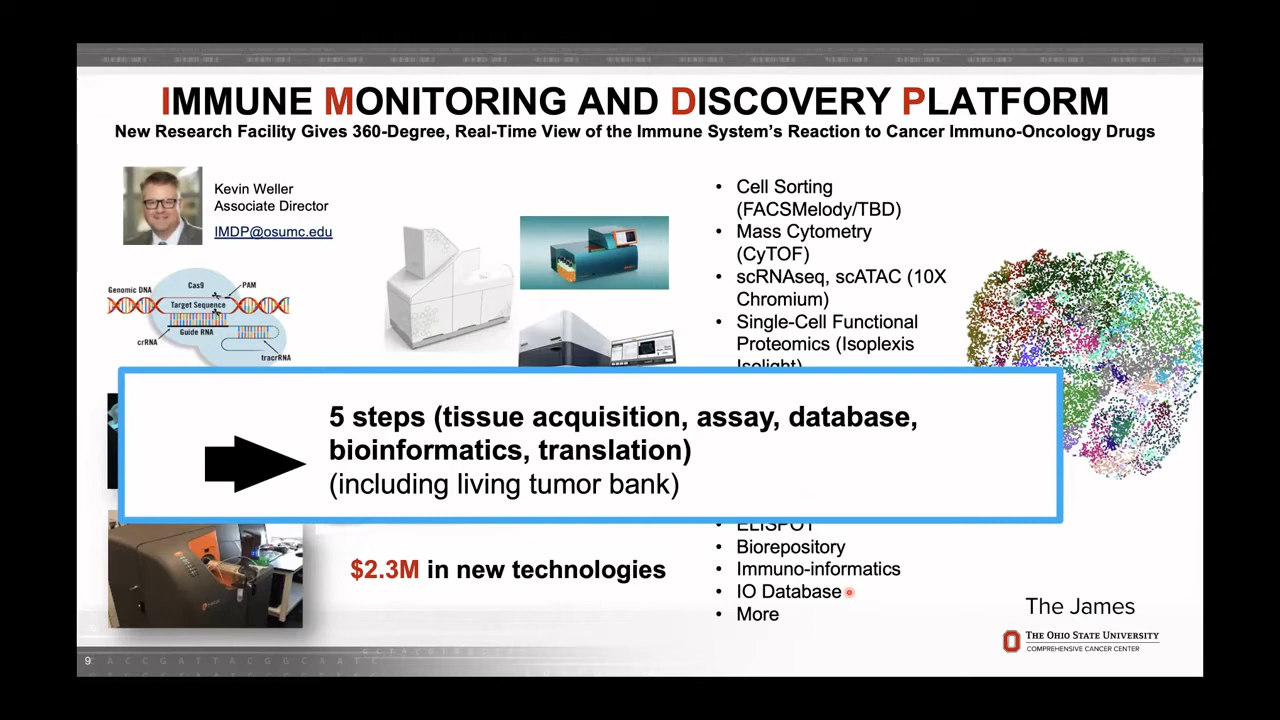 IMMUNE MONITORING AND DISCOVERY PLATFORM
New Research Facility Gives 360-Degree, Real-Time View of the Immune System's Reaction to Cancer Immuno-Oncology Drugs
Kevin Weller
Associate Director
IMDP@osumc.edu
Genomic DNA
Cas9
PAM
Target Sequence
Guide RNA
crRNA
tracrRNA
• Cell Sorting
(FACSMelody/TBD)
• Mass Cytometry
(CyTOF)
• scRNAseq, scATAC (10X
Chromium)
• Single-Cell Functional
Proteomics (Isoplexis
Isolight)
5 steps (tissue acquisition, assay, database,
bioinformatics, translation)
(including living tumor bank)
• ELISPOT
• Biorepository
• Immuno-informatics
• IO Database
• More
$2.3M in new technologies
The James
THE OHIO STATE UNIVERSITY
COMPREHENSIVE CANCER CENTER
9